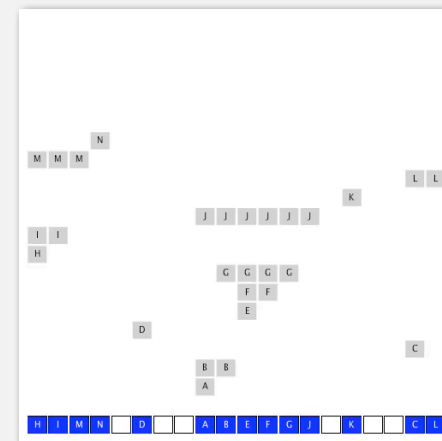 N
M M M
L L
K
J J J J J J
I I
H
G G G G
F F
E
D
C
B B
A
H I M N D A B E F G J K C L